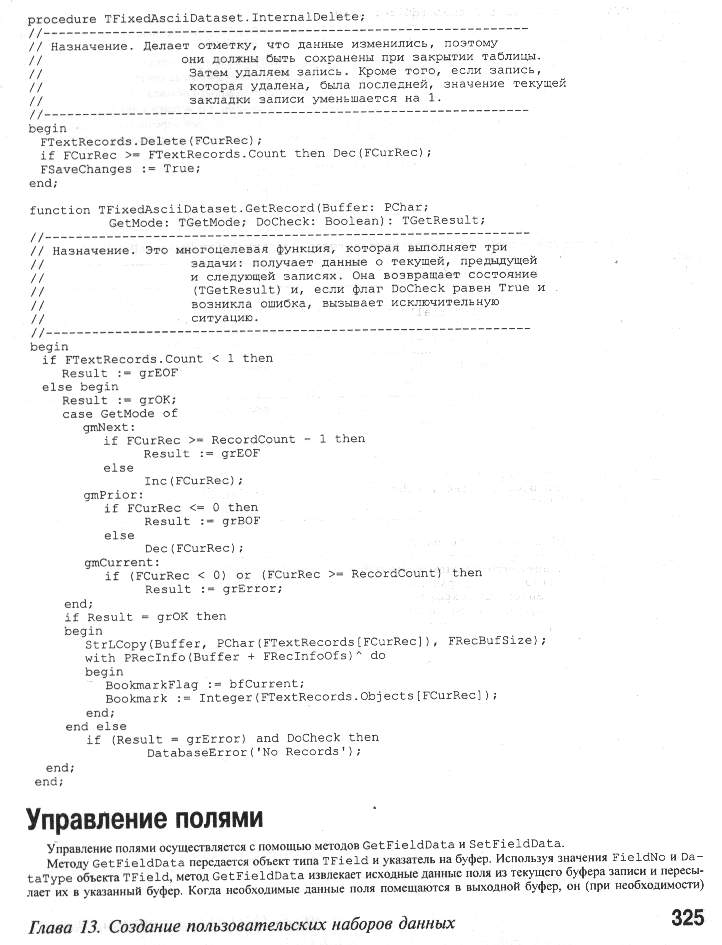 procedure TFixedAsciiDataset.InternalDelete;
//---------------------------------------------------------------
// Назначение. Делает отметку, что данные изменились, поэтому
// они должны быть сохранены при закрытии таблицы.
// Затем удаляем запись. Кроме того, если запись,
// которая удалена, была последней, значение текущей
// закладки записи уменьшается на 1.
//---------------------------------------------------------------
begin
FTextRecords.Delete(FCurRec);
if FCurRec >= FTextRecords.Count then Dec(FCurRec);
FSaveChanges := True;
end;
function TFixedAsciiDataset.GetRecord(Buffer: PChar;
GetMode: TGetMode; DoCheck: Boolean): TGetResult;
//---------------------------------------------------------------
// Назначение. Это многоцелевая функция, которая выполняет три
// задачи: получает данные о текущей, предыдущей
// и следующей записях. Она возвращает состояние
// (TGetResult) и, если флаг DoCheck равен True и
// возникла ошибка, вызывает исключительную
// ситуацию.
//---------------------------------------------------------------
begin
if FTextRecords.Count < 1 then
Result := grEOF
else begin
Result := grOK;
case GetMode of
gmNext:
if FCurRec >= RecordCount - 1 then
Result := grEOF
else
Inc(FCurRec);
gmPrior:
if FCurRec <= 0 then
Result := grBOF
else
Dec(FCurRec);
gmCurrent:
if (FCurRec < 0) or (FCurRec >= RecordCount) then
Result := grError;
end;
if Result = grOK then
begin
StrLCopy(Buffer, PChar(FTextRecords[FCurRec]), FRecBufSize);
with PRecInfo(Buffer + FRecInfoOfs)^ do
begin
BookmarkFlag := bfCurrent;
Bookmark := Integer(FTextRecords.Objects[FCurRec]);
end;
end else
if (Result = grError) and DoCheck then
DatabaseError('No Records');
end;
end;
Управление полями
Управление полями осуществляется с помощью методов GetFieldData и SetFieldData.
Методу GetFieldData передается объект типа TField и указатель на буфер. Используя значения FieldNo и Da-
taType объекта TField, метод GetFieldData извлекает исходные данные поля из текущего буфера записи и пересы-
лает их в указанный буфер. Когда необходимые данные поля помещаются в выходной буфер, он (при необходимости)
Глава 13. Создание пользовательских наборов данных 325